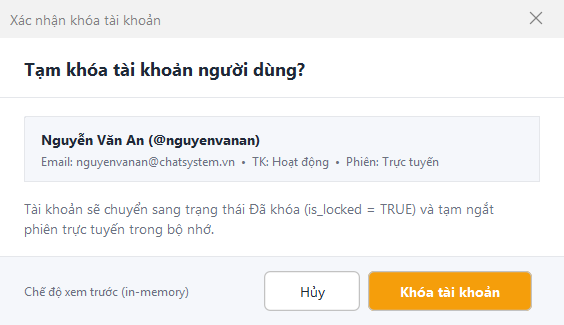 Xác nhận khóa tài khoản
Tạm khóa tài khoản người dùng?
Nguyễn Văn An (@nguyenvanan)
Email: nguyenvanan@chatsystem.vn • TK: Hoạt động • Phiên: Trực tuyến
Tài khoản sẽ chuyển sang trạng thái Đã khóa (is_locked = TRUE) và tạm ngắt
phiên trực tuyến trong bộ nhớ.
Chế độ xem trước (in-memory)
Hủy
Khóa tài khoản